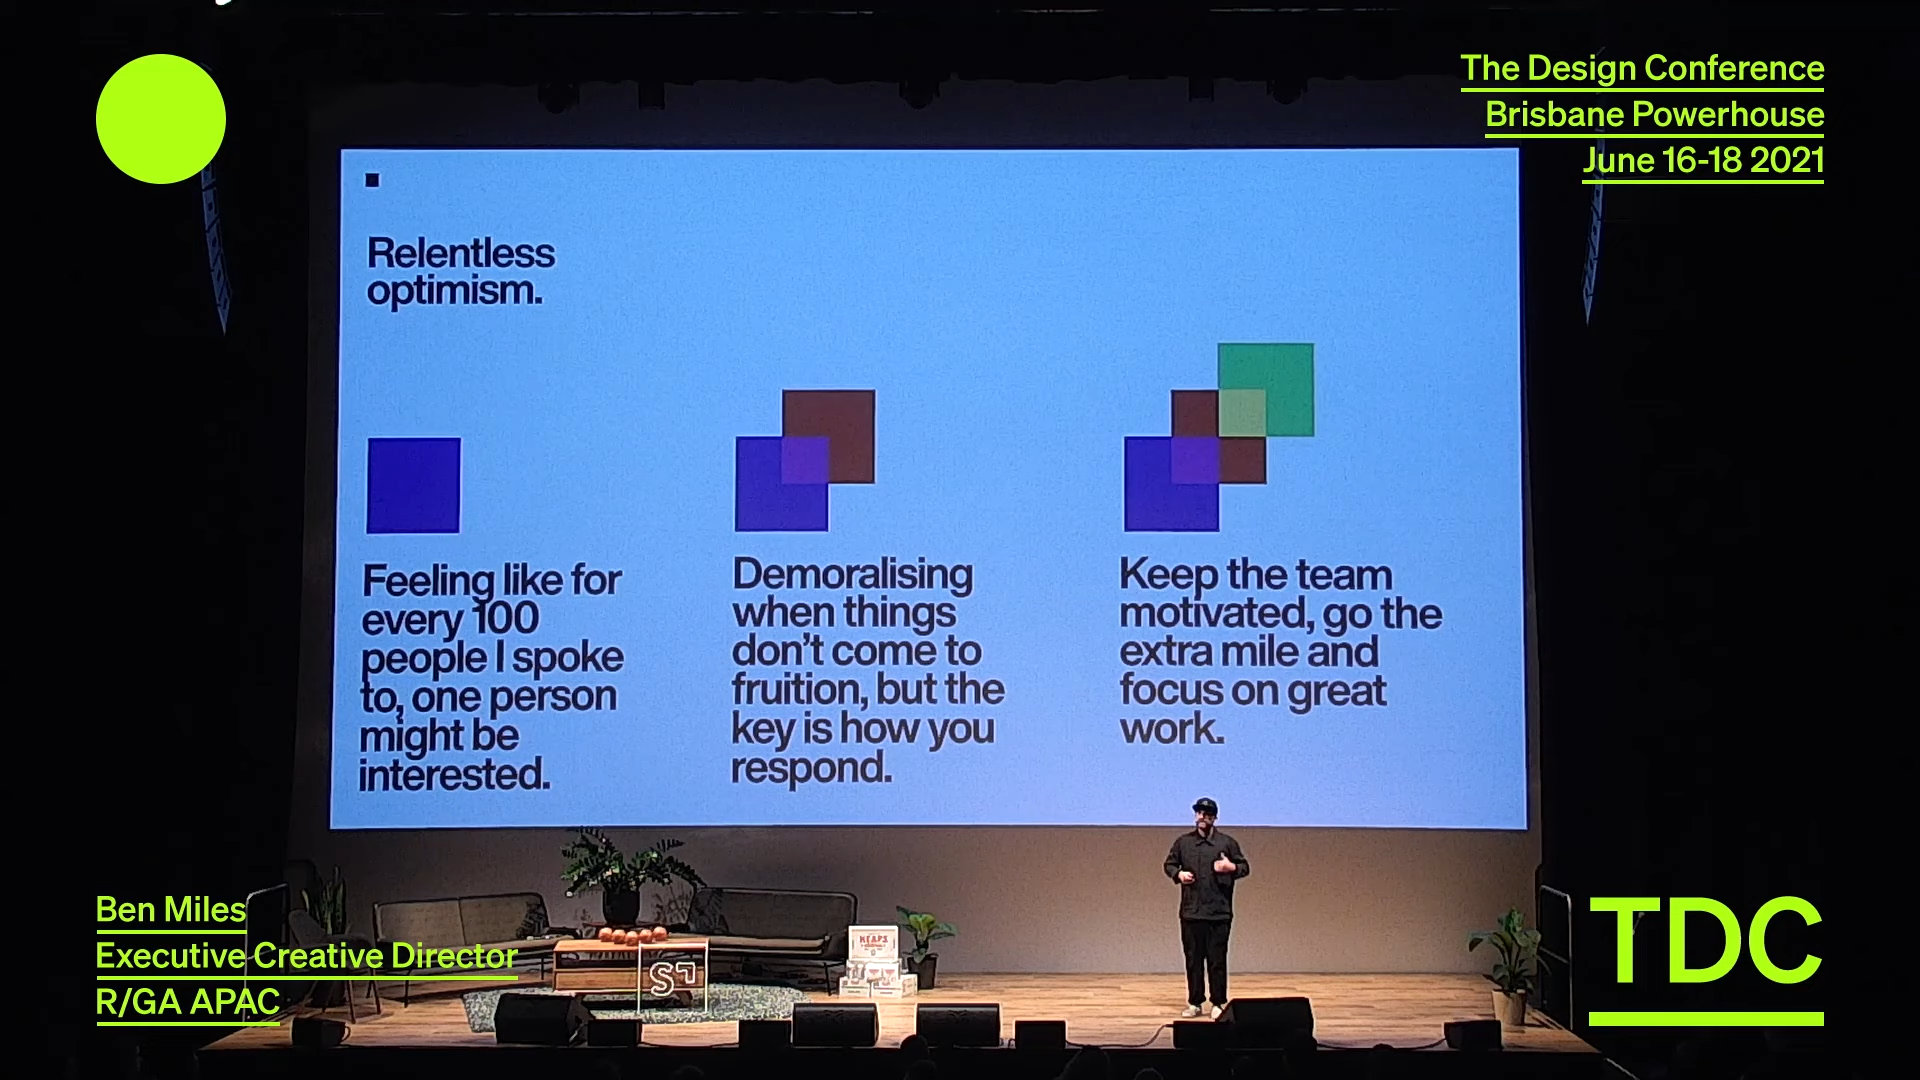 The Design Conference
Brisbane Powerhouse
June 16-18 2021
Relentless
optimism.
Feeling like for
every 100
people I spoke
to, one person
might be
interested.
Demoralising
when things
don't come to
fruition, but the
key is how you
respond.
Keep the team
motivated, go the
extra mile and
focus on great
work.
Ben Miles
Executive Creative Director
R/GA APAC
HEAPS
TDC